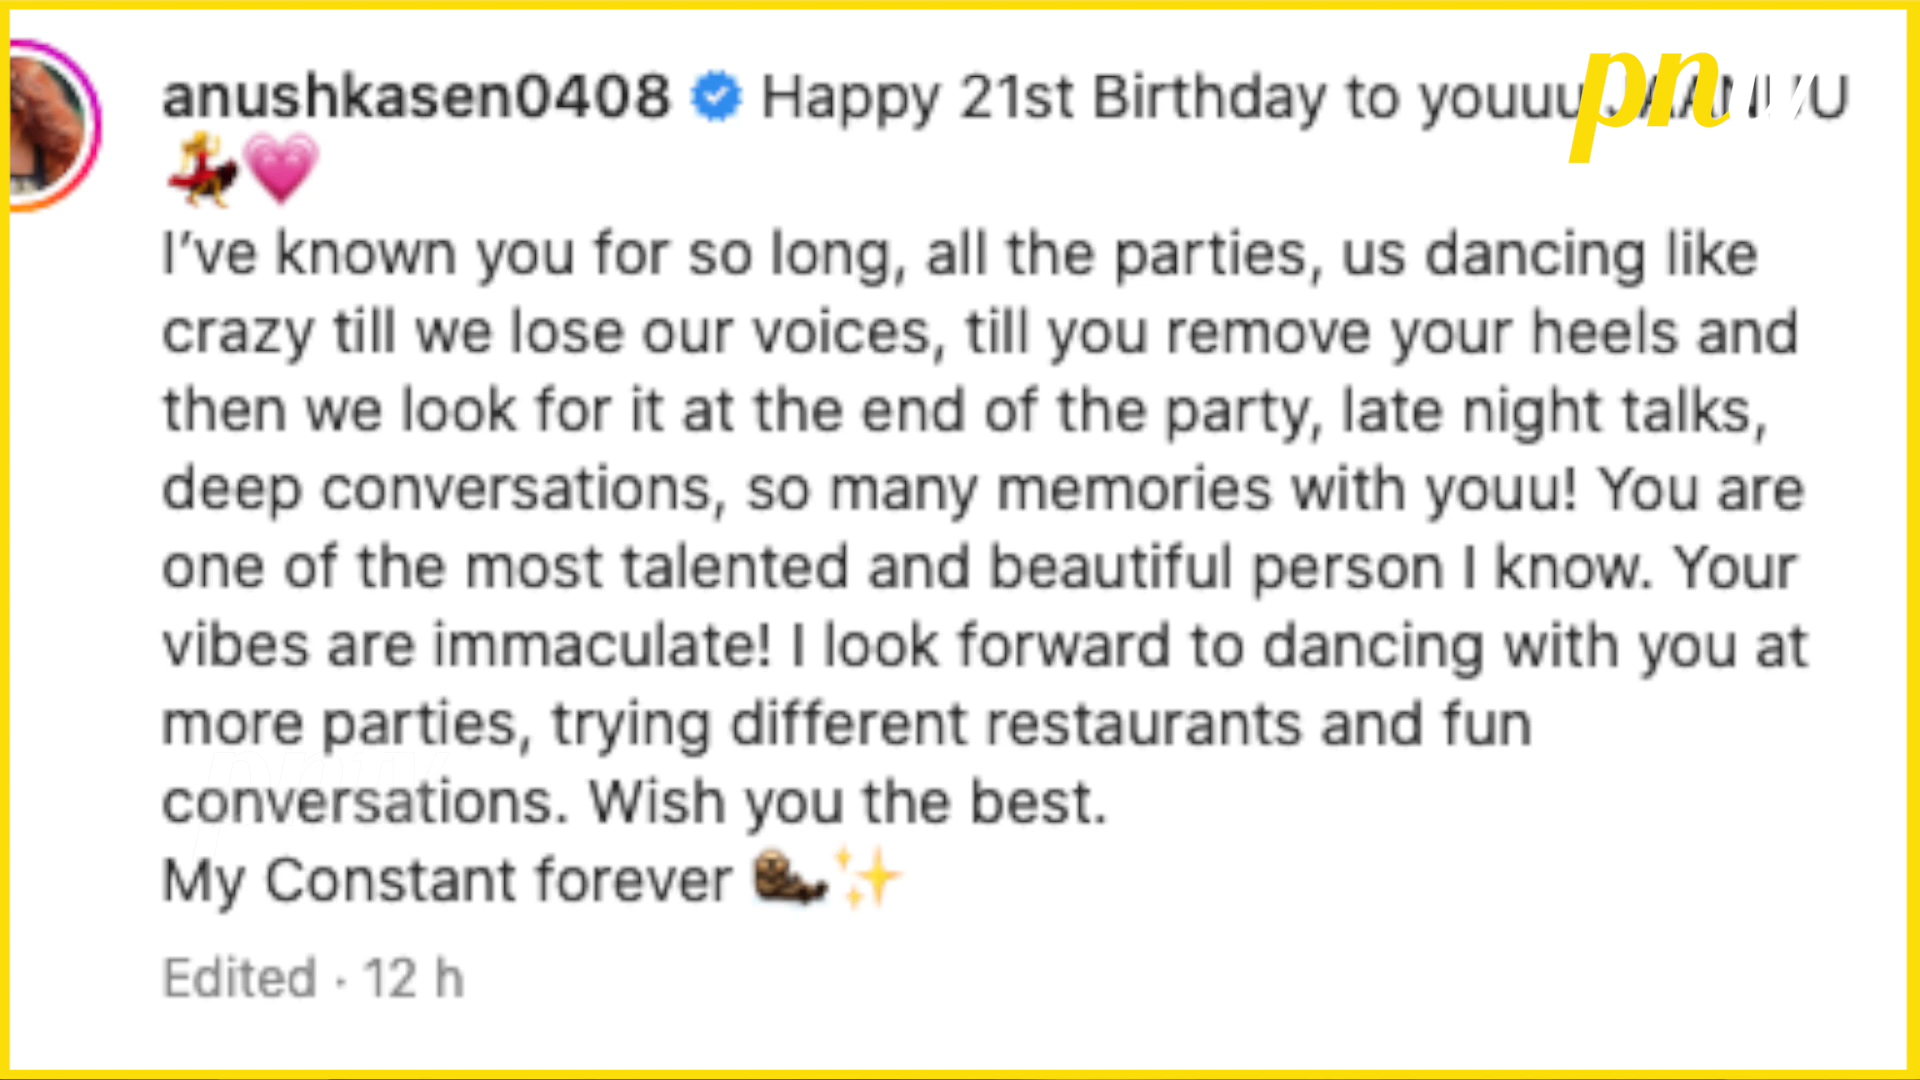 anushkasen0408 Happy 21st Birthday to youuu
pn
💃💗
I’ve known you for so long, all the parties, us dancing like
crazy till we lose our voices, till you remove your heels and
then we look for it at the end of the party, late night talks,
deep conversations, so many memories with youu! You are
one of the most talented and beautiful person I know. Your
vibes are immaculate! I look forward to dancing with you at
more parties, trying different restaurants and fun
conversations. Wish you the best.
My Constant forever 🦦✨
Edited · 12 h